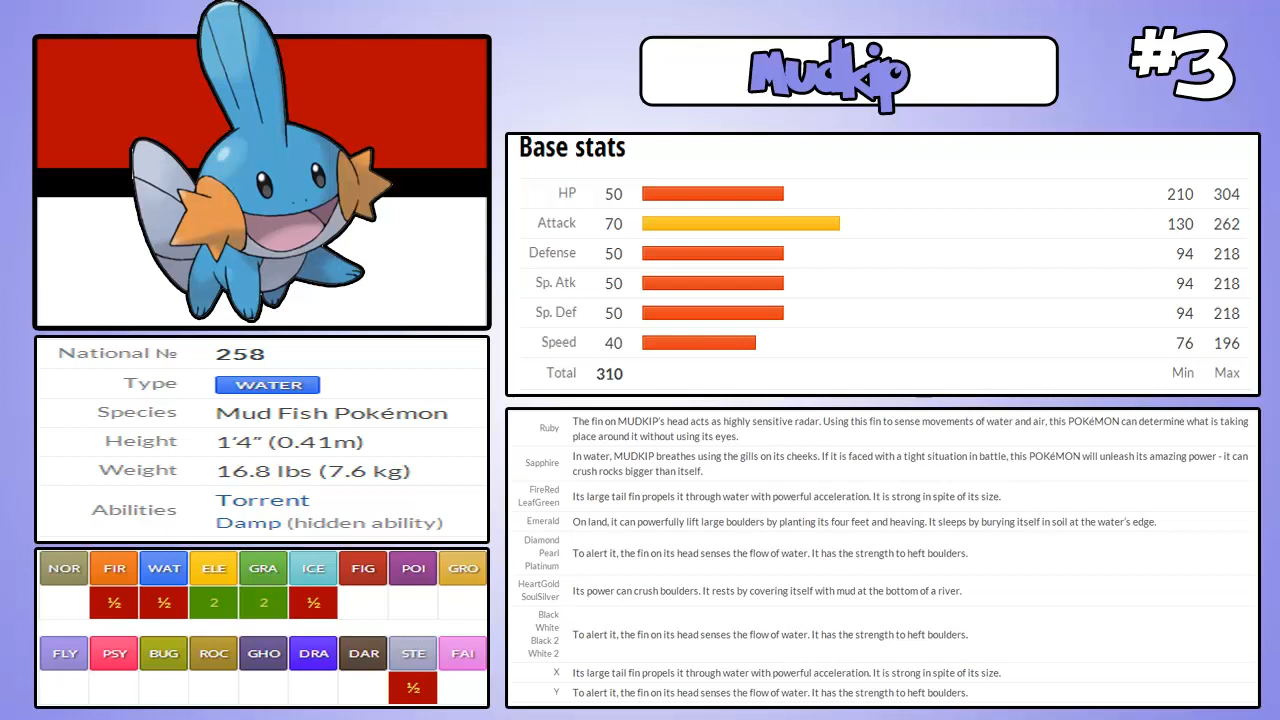 Mudkip
#3
National № 258
Type WATER
Species Mud Fish Pokémon
Height 1′4″ (0.41m)
Weight 16.8 lbs (7.6 kg)
Abilities Torrent
Damp (hidden ability)
NOR FIR WAT ELE GRA ICE FIG POI GRO
½ ½ 2 2 ½
FLY PSY BUG ROC GHO DRA DAR STE FAI
½
Base stats
HP 50 210 304
Attack 70 130 262
Defense 50 94 218
Sp. Atk 50 94 218
Sp. Def 50 94 218
Speed 40 76 196
Total 310 Min Max
Ruby
The fin on MUDKIP's head acts as highly sensitive radar. Using this fin to sense movements of water and air, this POKéMON can determine what is taking
place around it without using its eyes.
Sapphire
In water, MUDKIP breathes using the gills on its cheeks. If it is faced with a tight situation in battle, this POKéMON will unleash its amazing power - it can
crush rocks bigger than itself.
FireRed
LeafGreen
Its large tail fin propels it through water with powerful acceleration. It is strong in spite of its size.
Emerald On land, it can powerfully lift large boulders by planting its four feet and heaving. It sleeps by burying itself in soil at the water's edge.
Diamond
Pearl
Platinum
To alert it, the fin on its head senses the flow of water. It has the strength to heft boulders.
HeartGold
SoulSilver
Its power can crush boulders. It rests by covering itself with mud at the bottom of a river.
Black
White
Black 2
White 2
To alert it, the fin on its head senses the flow of water. It has the strength to heft boulders.
X Its large tail fin propels it through water with powerful acceleration. It is strong in spite of its size.
Y To alert it, the fin on its head senses the flow of water. It has the strength to heft boulders.